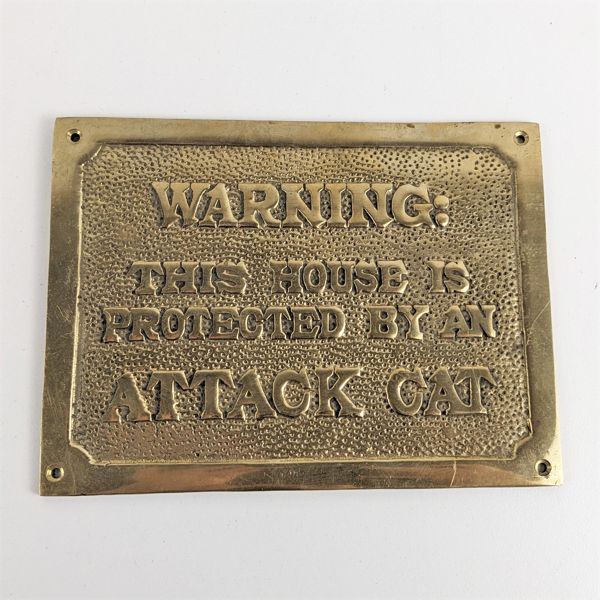 WARNING:
THIS HOUSE IS
PROTECTED BY AN
ATTACK CAT